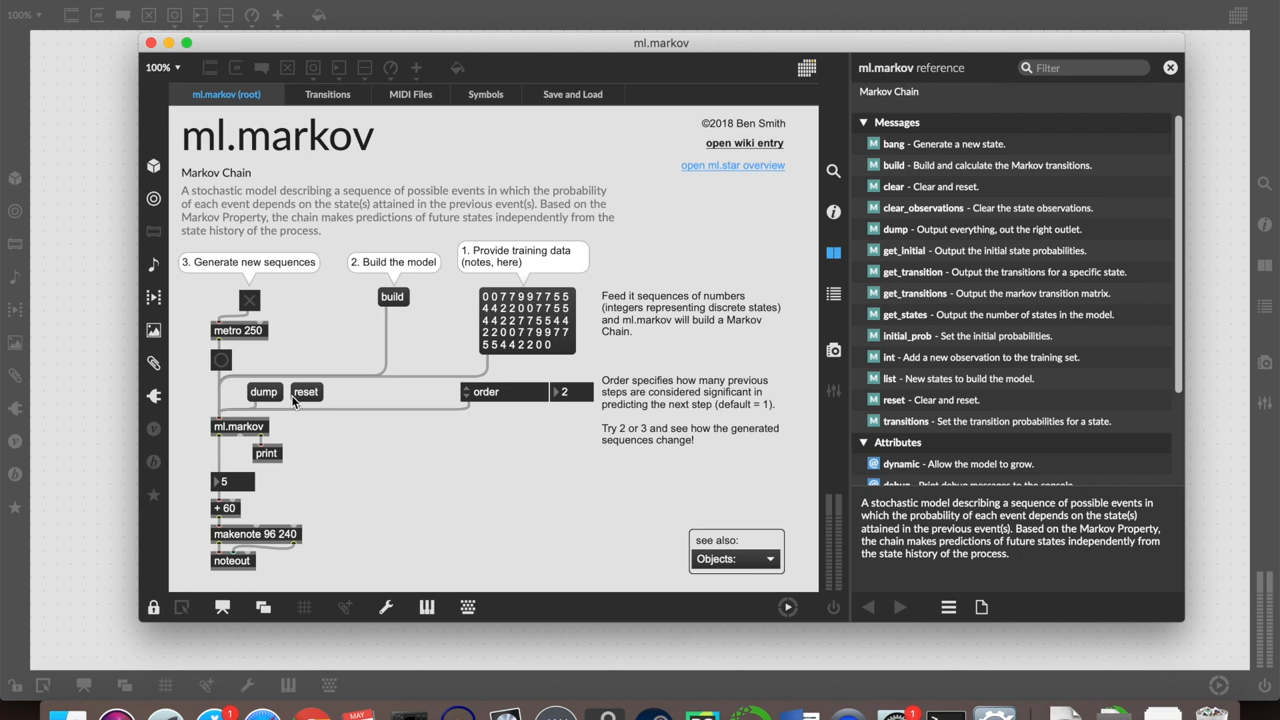 100%
ml.markov
100%
ml.markov reference
Filter
Markov Chain
ml.markov (root)
Transitions
MIDI Files
Symbols
Save and Load
ml.markov
©2018 Ben Smith
open wiki entry
open ml.star overview
Markov Chain
A stochastic model describing a sequence of possible events in which the probability
of each event depends on the state(s) attained in the previous event(s). Based on the
Markov Property, the chain makes predictions of future states independently from the
state history of the process.
3. Generate new sequences
2. Build the model
1. Provide training data
(notes, here)
build
0 0 7 7 9 9 7 7 5 5
4 4 2 2 0 0 7 7 5 5
4 4 2 2 7 7 5 5 4 4
2 2 0 0 7 7 9 9 7 7
5 5 4 4 2 2 0 0
Feed it sequences of numbers
(integers representing discrete states)
and ml.markov will build a Markov
Chain.
metro 250
dump
reset
order
2
Order specifies how many previous
steps are considered significant in
predicting the next step (default = 1).
Try 2 or 3 and see how the generated
sequences change!
ml.markov
print
5
+ 60
makenote 96 240
noteout
see also:
Objects:
Messages
M bang - Generate a new state.
M build - Build and calculate the Markov transitions.
M clear - Clear and reset.
M clear_observations - Clear the state observations.
M dump - Output everything, out the right outlet.
M get_initial - Output the initial state probabilities.
M get_transition - Output the transitions for a specific state.
M get_transitions - Output the markov transition matrix.
M get_states - Output the number of states in the model.
M initial_prob - Set the initial probabilities.
M int - Add a new observation to the training set.
M list - New states to build the model.
M reset - Clear and reset.
M transitions - Set the transition probabilities for a state.
Attributes
@ dynamic - Allow the model to grow.
@ debug - Print debug messages to the console.
A stochastic model describing a sequence of possible events in
which the probability of each event depends on the state(s)
attained in the previous event(s). Based on the Markov Property,
the chain makes predictions of future states independently from
the state history of the process.
1
MAY
1